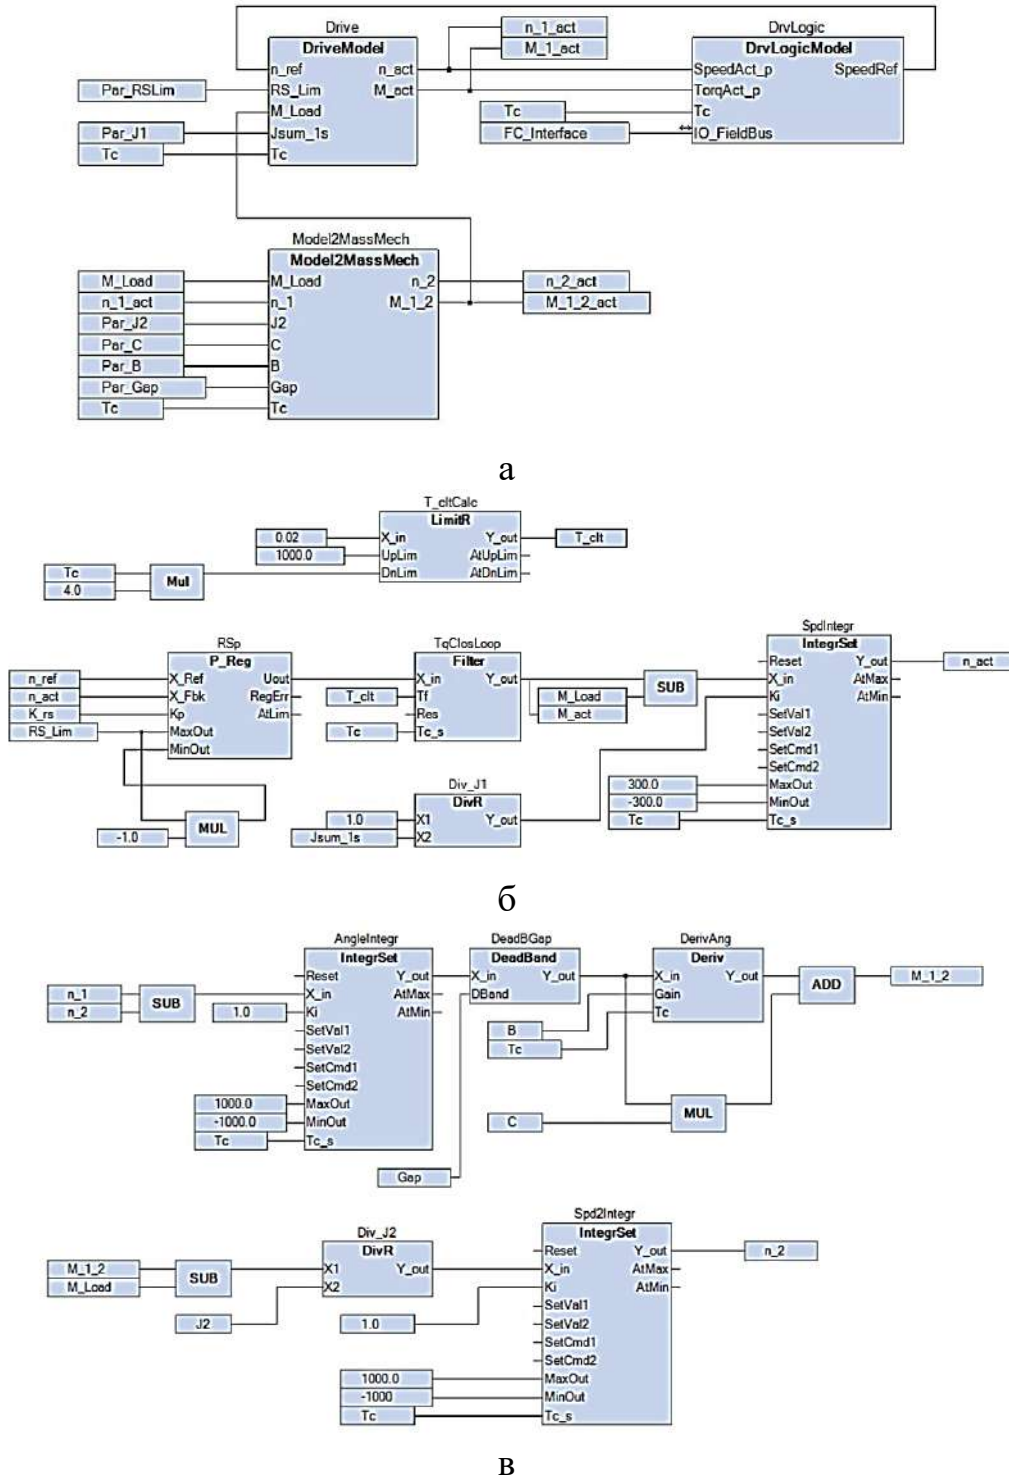 Drive
DriveModel
n_ref n_act
RS_Lim M_act
M_Load
Jsum_1s
Tc
Par_RSLim
Par_J1
Tc
n_1_act
M_1_act
DrvLogic
DrvLogicModel
SpeedAct_p SpeedRef
TorqAct_p
Tc
IO_FieldBus
Tc
FC_Interface
Model2MassMech
Model2MassMech
M_Load n_2
n_1 M_1_2
J2
C
B
Gap
Tc
M_Load
n_1_act
Par_J2
Par_C
Par_B
Par_Gap
Tc
n_2_act
M_1_2_act
а
T_cltCalc
LimitR
X_in Y_out
UpLim AtUpLim
DnLim AtDnLim
0.02
1000.0
T_clt
Tc
4.0
Mul
RSp
P_Reg
X_Ref Uout
X_Fbk RegErr
Kp AtLim
MaxOut
MinOut
n_ref
n_act
K_rs
RS_Lim
-1.0
MUL
TqClosLoop
Filter
X_in Y_out
Tf
Res
Tc_s
T_clt
Tc
M_Load
M_act
SUB
Div_J1
DivR
X1 Y_out
X2
1.0
Jsum_1s
SpdIntegr
IntegrSet
Reset Y_out
X_in AtMax
Ki AtMin
SetVal1
SetVal2
SetCmd1
SetCmd2
MaxOut
MinOut
Tc_s
300.0
-300.0
Tc
n_act
б
AngleIntegr
IntegrSet
Reset Y_out
X_in AtMax
Ki AtMin
SetVal1
SetVal2
SetCmd1
SetCmd2
MaxOut
MinOut
Tc_s
n_1
n_2
SUB
1.0
1000.0
-1000.0
Tc
DeadBGap
DeadBand
X_in Y_out
DBand
Gap
DerivAng
Deriv
X_in Y_out
Gain
Tc
B
Tc
C
MUL
ADD
M_1_2
M_1_2
M_Load
SUB
J2
Div_J2
DivR
X1 Y_out
X2
1.0
Spd2Integr
IntegrSet
Reset Y_out
X_in AtMax
Ki AtMin
SetVal1
SetVal2
SetCmd1
SetCmd2
MaxOut
MinOut
Tc_s
1000.0
-1000
Tc
n_2
в